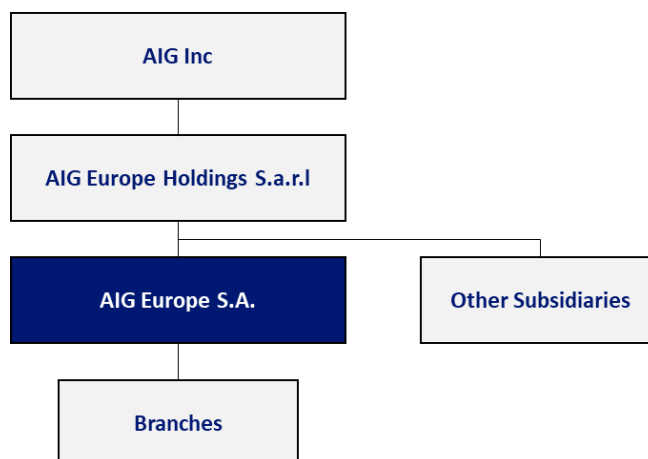 AIG Inc
AIG Europe Holdings S.a.r.l
AIG Europe S.A.
Other Subsidiaries
Branches